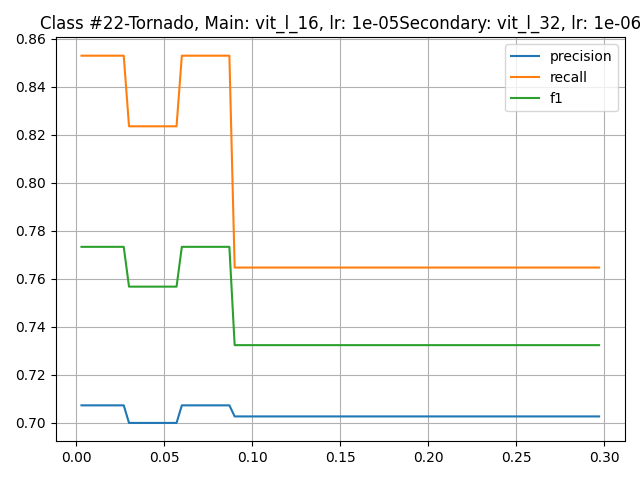 Class #22-Tornado, Main: vit_l_16, lr: 1e-05Secondary: vit_l_32, lr: 1e-06
precision
recall
f1
0.86
0.84
0.82
0.80
0.78
0.76
0.74
0.72
0.70
0.00 0.05 0.10 0.15 0.20 0.25 0.30